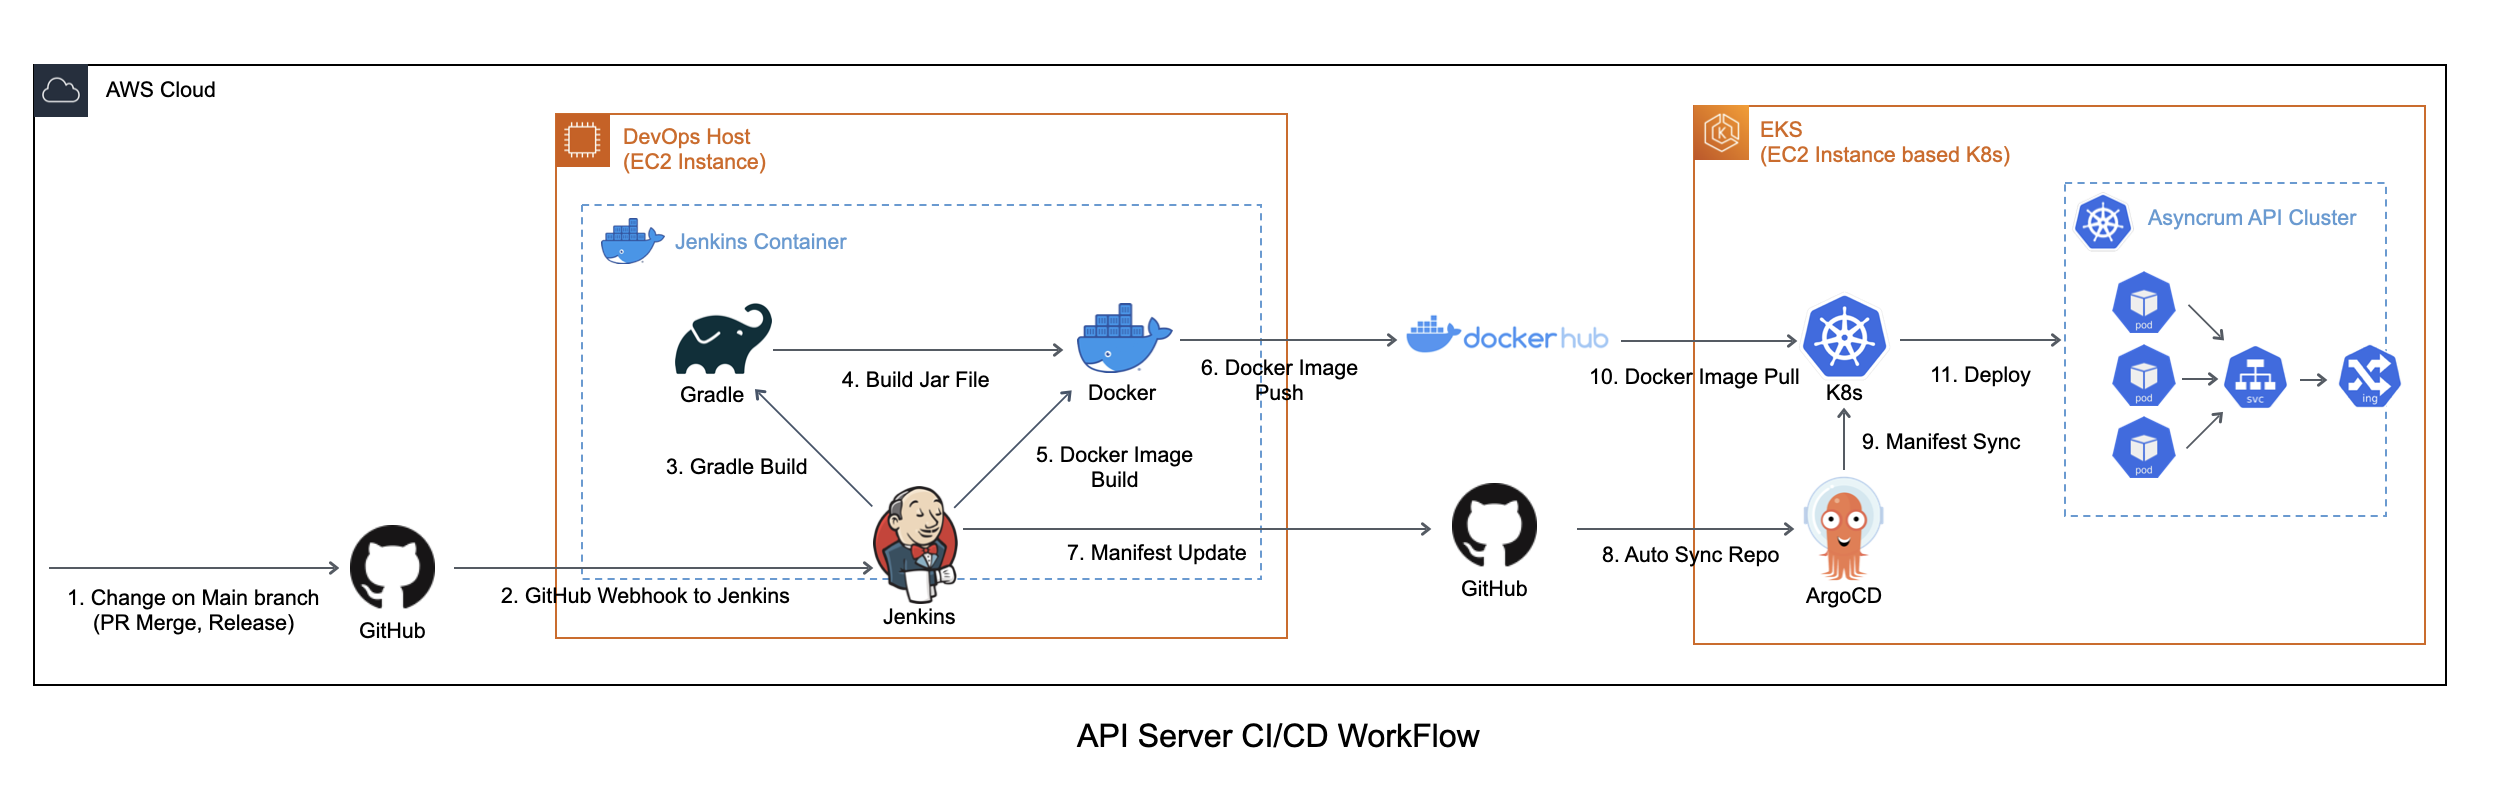 AWS Cloud
DevOps Host
(EC2 Instance)
EKS
(EC2 Instance based K8s)
Jenkins Container
Asyncrum API Cluster
Gradle
4. Build Jar File
Docker
6. Docker Image
Push
dockerhub
10. Docker Image Pull
K8s
11. Deploy
pod
pod
pod
svc
ing
3. Gradle Build
5. Docker Image
Build
9. Manifest Sync
1. Change on Main branch
(PR Merge, Release)
GitHub
2. GitHub Webhook to Jenkins
Jenkins
7. Manifest Update
GitHub
8. Auto Sync Repo
ArgoCD
API Server CI/CD WorkFlow